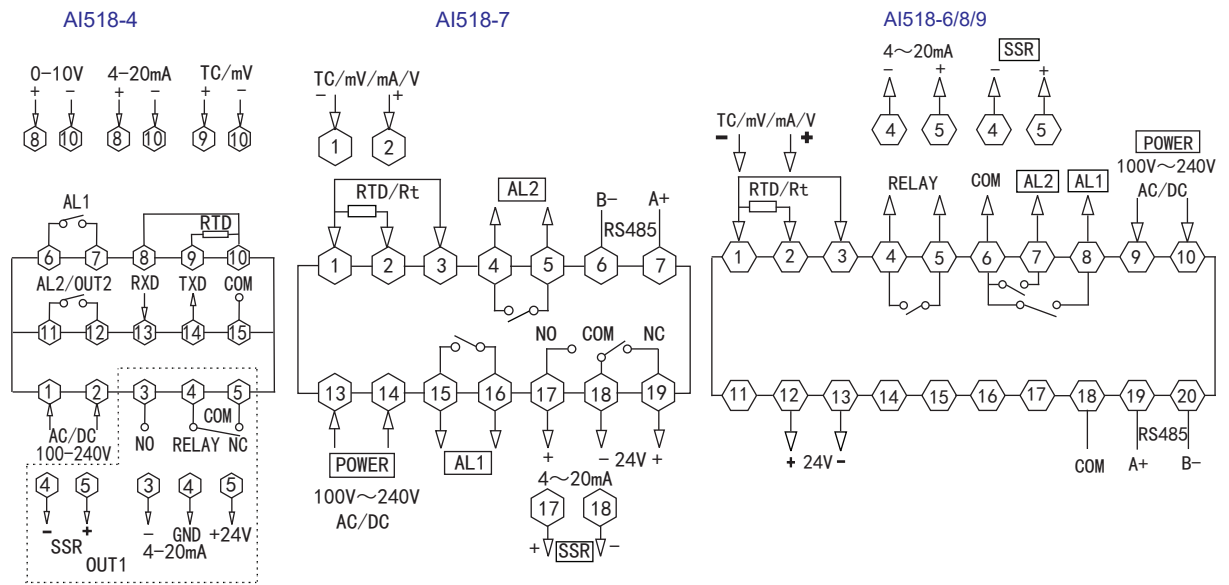 AI518-4
0-10V 4-20mA TC/mV
+ - + - + -
8 10 8 10 9 10
AL1
RTD
6 7 8 9 10
AL2/OUT2 RXD TXD COM
11 12 13 14 15
1 2 3 4 5
COM
AC/DC NO RELAY NC
100-240V
4 5 3 4 5
- + - GND +24V
SSR 4-20mA
OUT1
AI518-7
TC/mV/mA/V
- +
1 2
RTD/Rt AL2 B- A+
RS485
1 2 3 4 5 6 7
NO COM NC
13 14 15 16 17 18 19
POWER AL1 + - 24V +
100V～240V 4～20mA
AC/DC 17 18
+ SSR -
AI518-6/8/9
4～20mA SSR
- + - +
4 5 4 5
TC/mV/mA/V
- +
POWER
100V～240V
AC/DC
RTD/Rt RELAY COM AL2 AL1
1 2 3 4 5 6 7 8 9 10
11 12 13 14 15 16 17 18 19 20
RS485
+ 24V - COM A+ B-